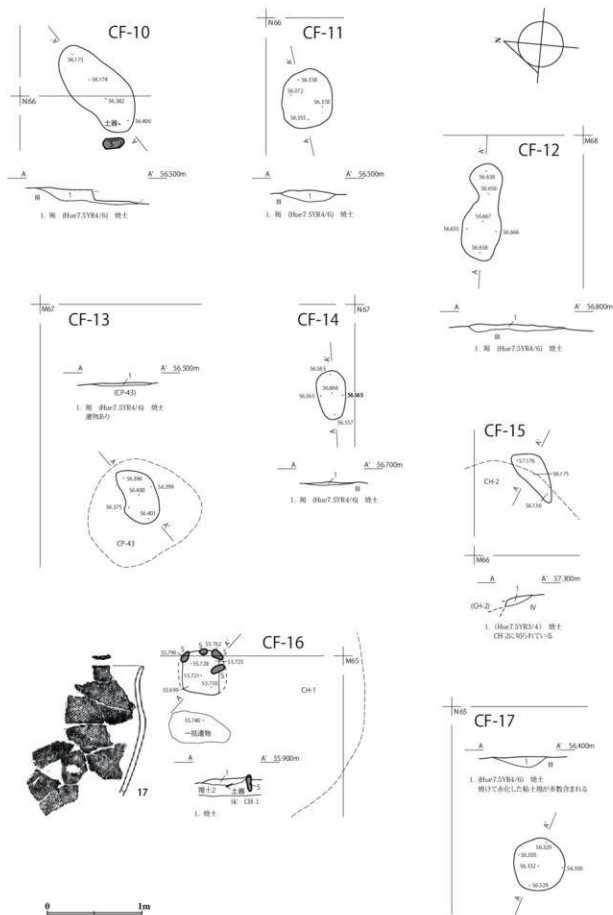 CF-10
A'
56.173
56.174
N66
56.382
土器
56.406
A
S
A A' 56.500m
1
III
1. 褐 (Hue7.5YR4/6) 焼土
N66
CF-11
A'
56.358
56.372
56.378
56.355
A
A A' 56.500m
III 1
1. 褐 (Hue7.5YR4/6) 焼土
N
M68
CF-12
A'
56.638
56.656
56.667
56.655
56.666
56.658
A
A A' 56.800m
1
III
1. 褐 (Hue7.5YR4/6) 焼土
M67
CF-13
A A' 56.500m
1
(CP-43)
1. 褐 (Hue7.5YR4/6) 焼土
遺物あり
A
56.396
56.400
56.375
56.401
A'
CP-43
N67
CF-14
A'
56.565
56.666
56.565
56.565
56.557
A
A A' 56.700m
1
III
1. 褐 (Hue7.5YR4/6) 焼土
CF-15
A'
57.178
CH-2
56.175
A
56.136
M66
A A' 57.300m
1
(CH-2) IV
1. (Hue7.5YR3/4) 焼土
CH-2に切られている
CF-16
M65
A'
55.762
55.798
S
55.728
55.725
55.721
S
55.710
55.699
A
CH-1
55.740
一括遺物
A A' 55.900m
1
覆土2 土器 S
床 CH-1
1. 焼土
17
N65
CF-17
A A' 56.400m
1 III
1. (Hue7.5YR4/6) 焼土
焼けて赤化した粘土塊が多数含まれる
A'
56.329
56.305
56.332
56.350
56.329
A
0 1m